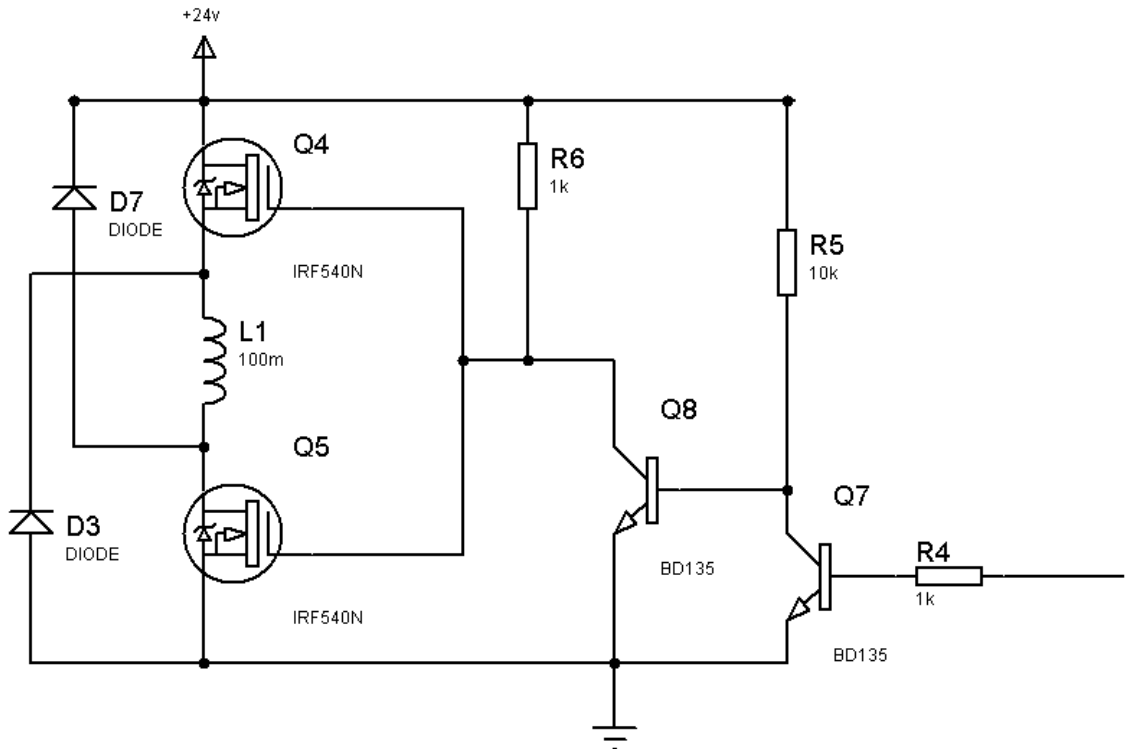 +24v
Q4
R6
1k
D7
DIODE
R5
10k
IRF540N
L1
100m
Q8
Q5
Q7
D3
DIODE
R4
1k
BD135
IRF540N
BD135